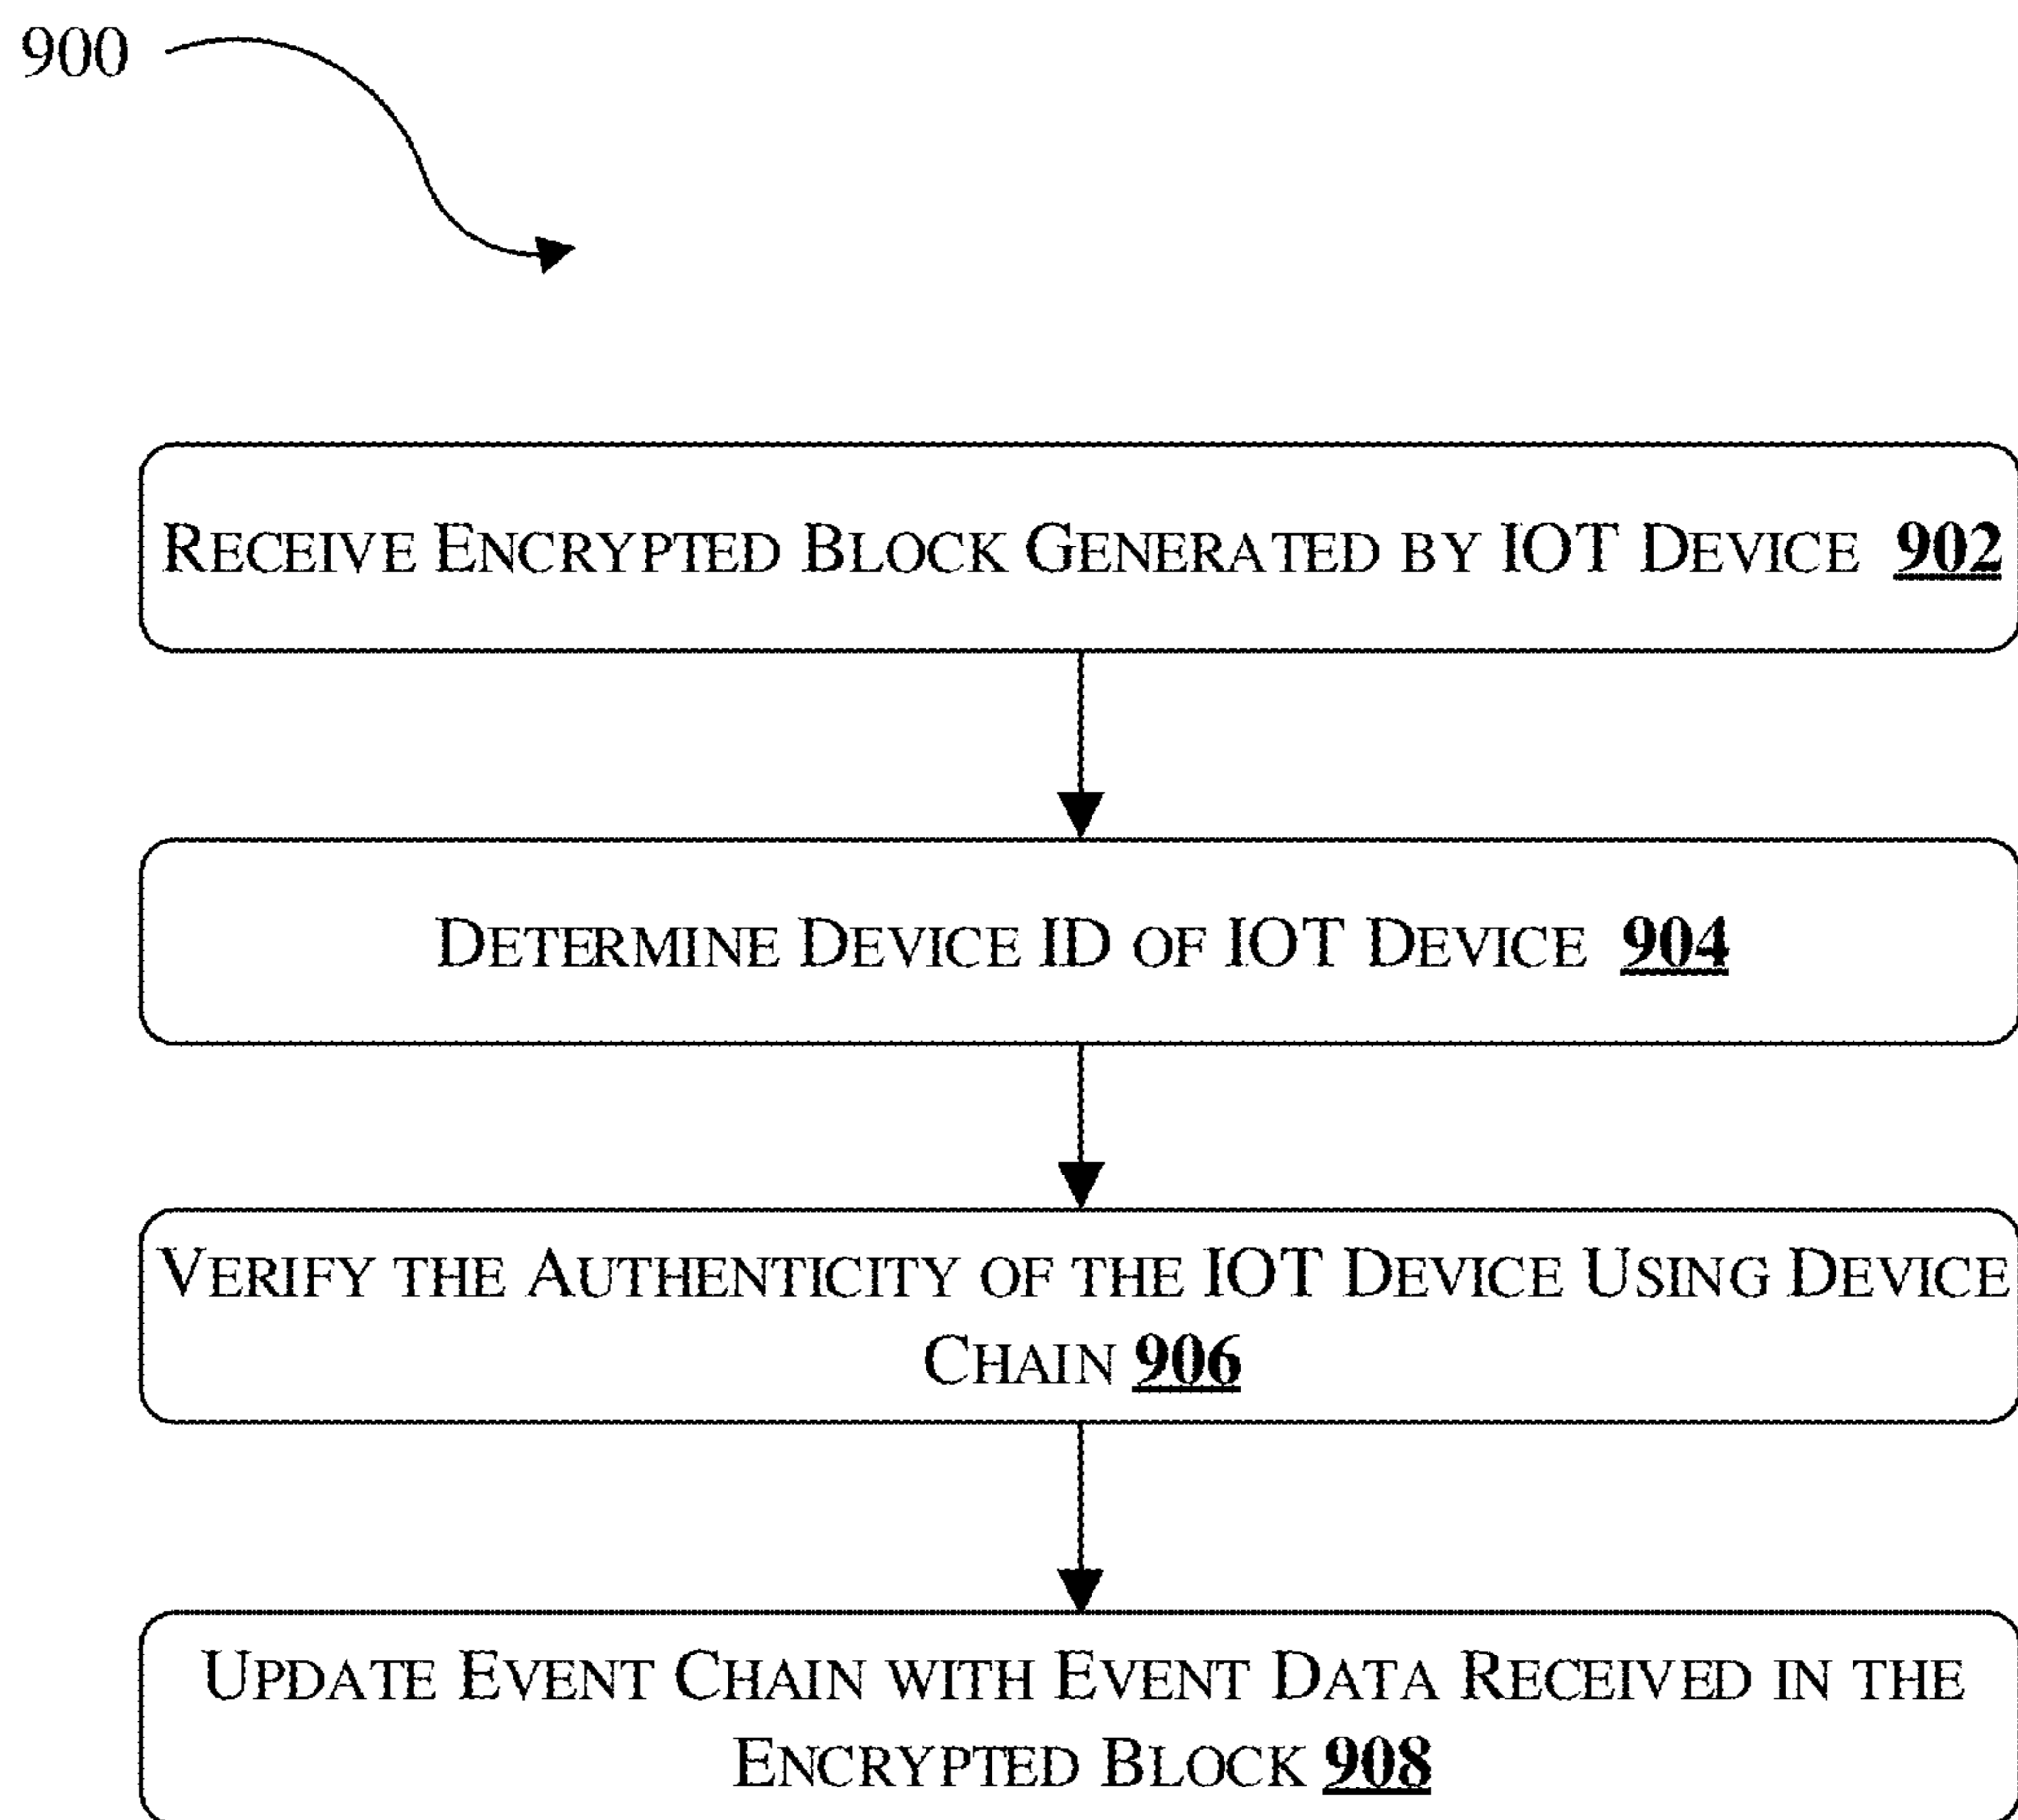 900
RECEIVE ENCRYPTED BLOCK GENERATED BY IOT DEVICE 902
DETERMINE DEVICE ID OF IOT DEVICE 904
VERIFY THE AUTHENTICITY OF THE IOT DEVICE USING DEVICE
CHAIN 906
UPDATE EVENT CHAIN WITH EVENT DATA RECEIVED IN THE
ENCRYPTED BLOCK 908